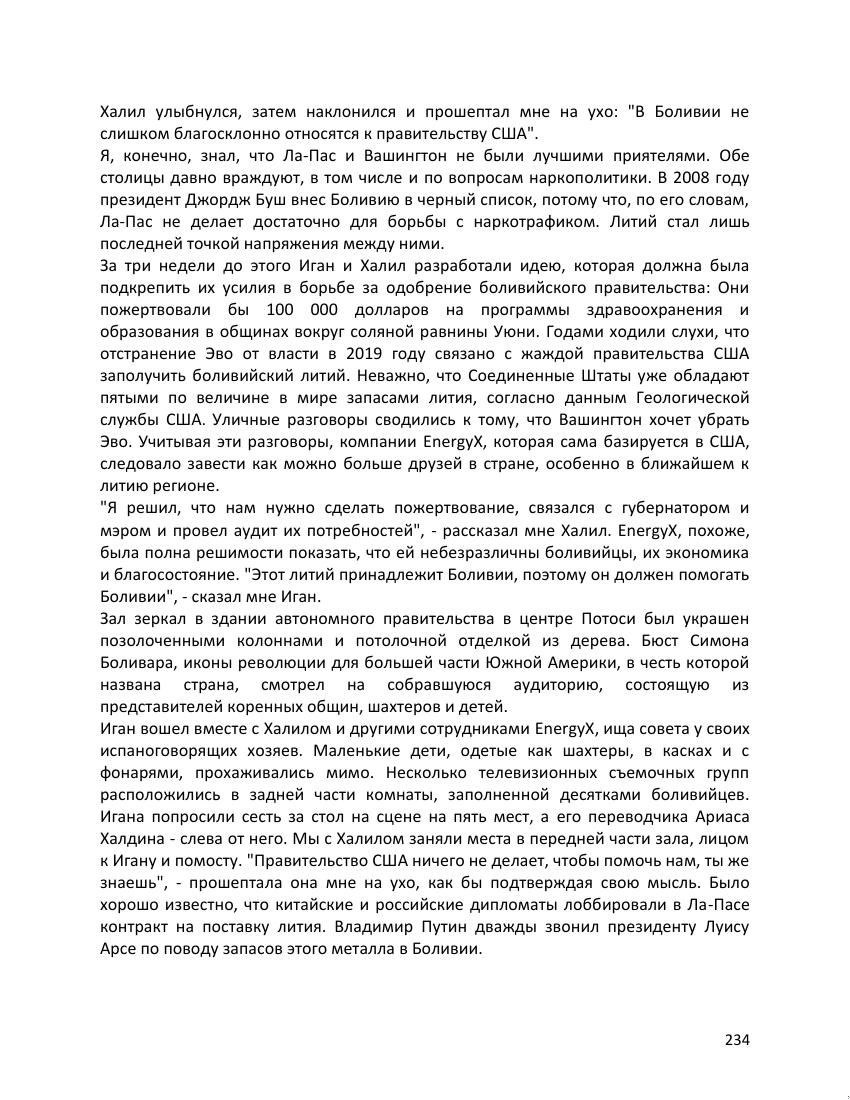 Халил улыбнулся, затем наклонился и прошептал мне на ухо: "В Боливии не
слишком благосклонно относятся к правительству США".
Я, конечно, знал, что Ла-Пас и Вашингтон не были лучшими приятелями. Обе
столицы давно враждуют, в том числе и по вопросам наркополитики. В 2008 году
президент Джордж Буш внес Боливию в черный список, потому что, по его словам,
Ла-Пас не делает достаточно для борьбы с наркотрафиком. Литий стал лишь
последней точкой напряжения между ними.
За три недели до этого Иган и Халил разработали идею, которая должна была
подкрепить их усилия в борьбе за одобрение боливийского правительства: Они
пожертвовали бы 100 000 долларов на программы здравоохранения и
образования в общинах вокруг соляной равнины Уюни. Годами ходили слухи, что
отстранение Эво от власти в 2019 году связано с жаждой правительства США
заполучить боливийский литий. Неважно, что Соединенные Штаты уже обладают
пятыми по величине в мире запасами лития, согласно данным Геологической
службы США. Уличные разговоры сводились к тому, что Вашингтон хочет убрать
Эво. Учитывая эти разговоры, компании EnergyX, которая сама базируется в США,
следовало завести как можно больше друзей в стране, особенно в ближайшем к
литию регионе.
"Я решил, что нам нужно сделать пожертвование, связался с губернатором и
мэром и провел аудит их потребностей", - рассказал мне Халил. EnergyX, похоже,
была полна решимости показать, что ей небезразличны боливийцы, их экономика
и благосостояние. "Этот литий принадлежит Боливии, поэтому он должен помогать
Боливии", - сказал мне Иган.
Зал зеркал в здании автономного правительства в центре Потоси был украшен
позолоченными колоннами и потолочной отделкой из дерева. Бюст Симона
Боливара, иконы революции для большей части Южной Америки, в честь которой
названа страна, смотрел на собравшуюся аудиторию, состоящую из
представителей коренных общин, шахтеров и детей.
Иган вошел вместе с Халилом и другими сотрудниками EnergyX, ища совета у своих
испаноговорящих хозяев. Маленькие дети, одетые как шахтеры, в касках и с
фонарями, прохаживались мимо. Несколько телевизионных съемочных групп
расположились в задней части комнаты, заполненной десятками боливийцев.
Игана попросили сесть за стол на сцене на пять мест, а его переводчика Ариаса
Халдина - слева от него. Мы с Халилом заняли места в передней части зала, лицом
к Игану и помосту. "Правительство США ничего не делает, чтобы помочь нам, ты же
знаешь", - прошептала она мне на ухо, как бы подтверждая свою мысль. Было
хорошо известно, что китайские и российские дипломаты лоббировали в Ла-Пасе
контракт на поставку лития. Владимир Путин дважды звонил президенту Луису
Арсе по поводу запасов этого металла в Боливии.
234